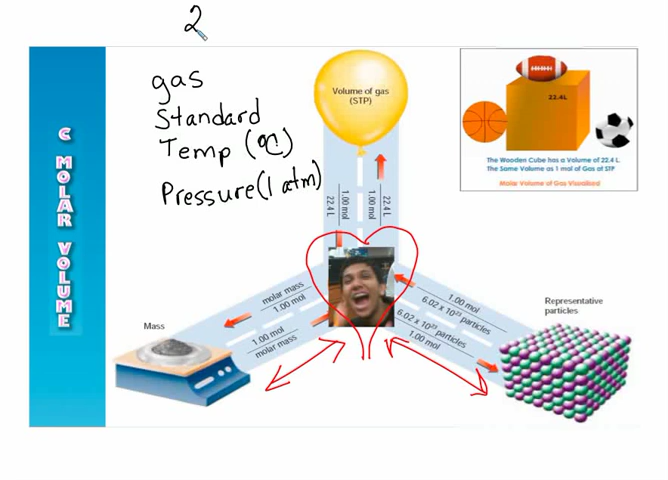 2
gas
Standard
Temp (0°C)
Pressure (1 atm)
C MOLAR VOLUME
Volume of gas
(STP)
22.4L
The Wooden Cube has a Volume of 22.4 L
The Same Volume as 1 mol of Gas at STP
Molar Volume of Gas Visualized
22.4 L
1.00 mol
1.00 mol
22.4 L
molar mass
1.00 mol
1.00 mol
molar mass
1.00 mol
6.02 x 10²³ particles
6.02 x 10²³ particles
1.00 mol
Mass
Representative
particles